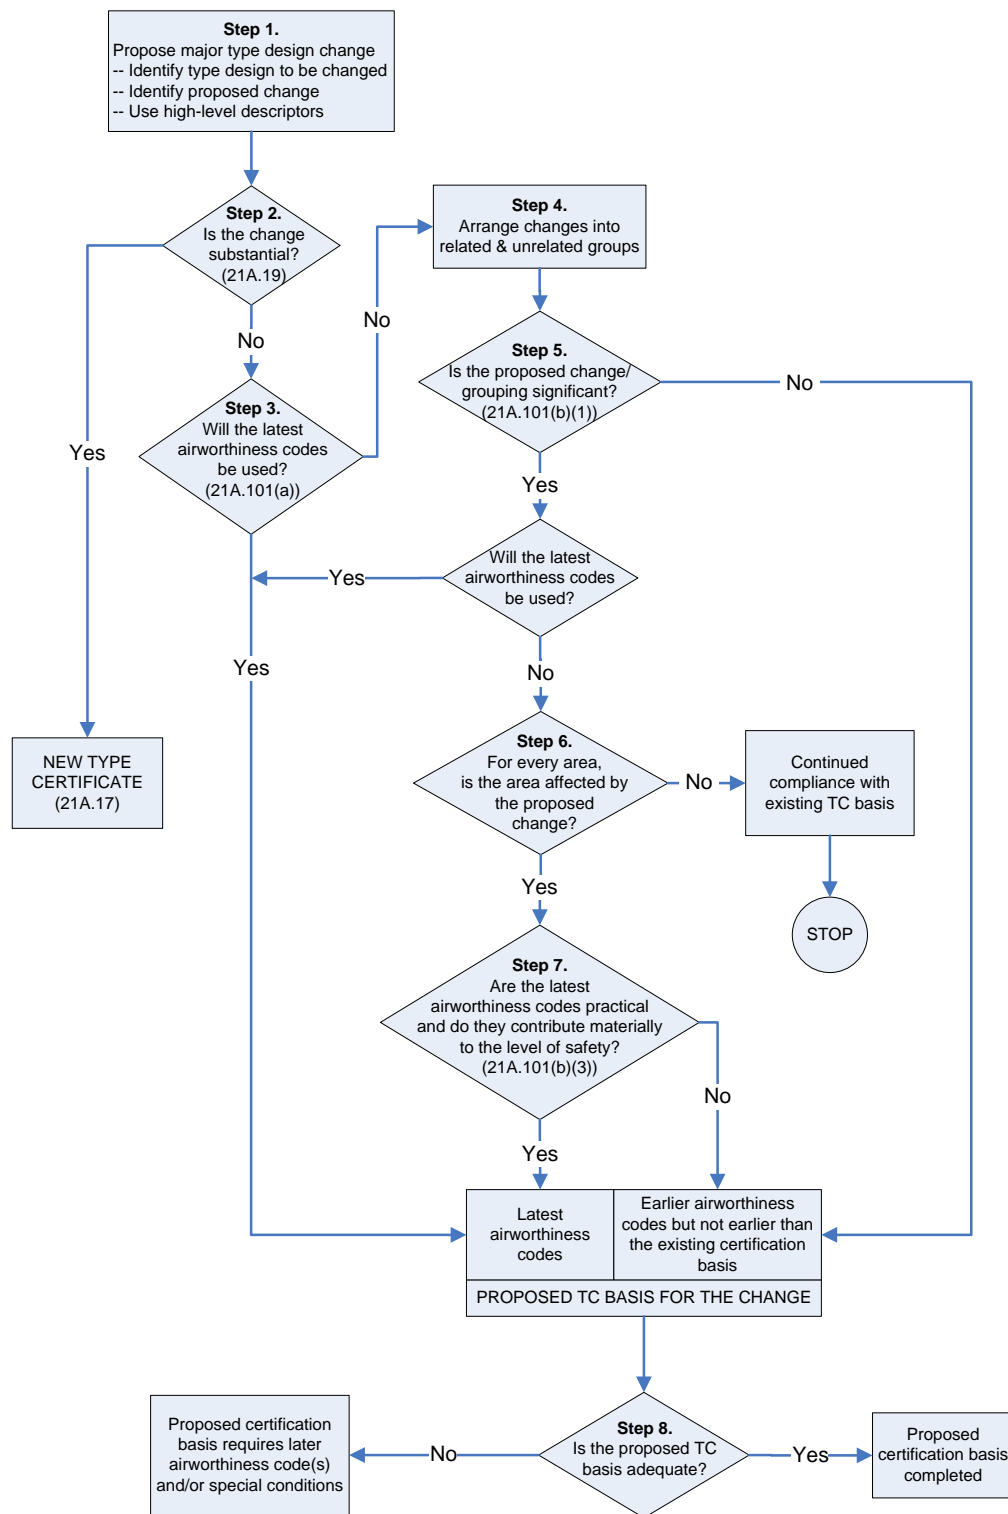 Step 1.
Propose major type design change
-- Identify type design to be changed
-- Identify proposed change
-- Use high-level descriptors
Step 2.
Is the change
substantial?
(21A.19)
Step 4.
Arrange changes into
related & unrelated groups
No
No
Step 5.
Is the proposed change/
grouping significant?
(21A.101(b)(1))
No
Step 3.
Will the latest
airworthiness codes
be used?
(21A.101(a))
Yes
Yes
Will the latest
airworthiness codes
be used?
Yes
Yes
No
NEW TYPE
CERTIFICATE
(21A.17)
Step 6.
For every area,
is the area affected by
the proposed
change?
No
Continued
compliance with
existing TC basis
Yes
STOP
Step 7.
Are the latest
airworthiness codes practical
and do they contribute materially
to the level of safety?
(21A.101(b)(3))
No
Yes
Latest
airworthiness
codes
Earlier airworthiness
codes but not earlier than
the existing certification
basis
PROPOSED TC BASIS FOR THE CHANGE
Proposed certification
basis requires later
airworthiness code(s)
and/or special conditions
No
Step 8.
Is the proposed TC
basis adequate?
Yes
Proposed
certification basis
completed